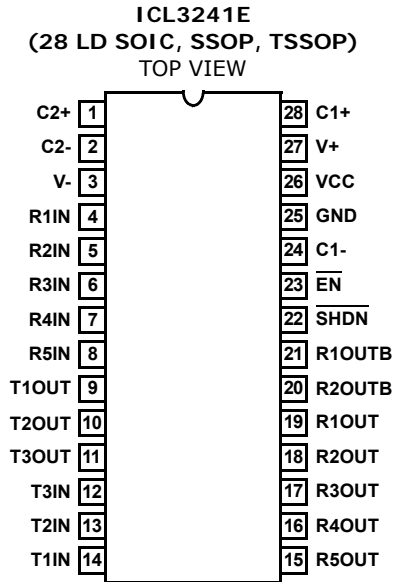 ICL3241E
(28 LD SOIC, SSOP, TSSOP)
TOP VIEW
C2+ 1 28 C1+
C2- 2 27 V+
V- 3 26 VCC
R1IN 4 25 GND
R2IN 5 24 C1-
R3IN 6 23 EN
R4IN 7 22 SHDN
R5IN 8 21 R1OUTB
T1OUT 9 20 R2OUTB
T2OUT 10 19 R1OUT
T3OUT 11 18 R2OUT
T3IN 12 17 R3OUT
T2IN 13 16 R4OUT
T1IN 14 15 R5OUT